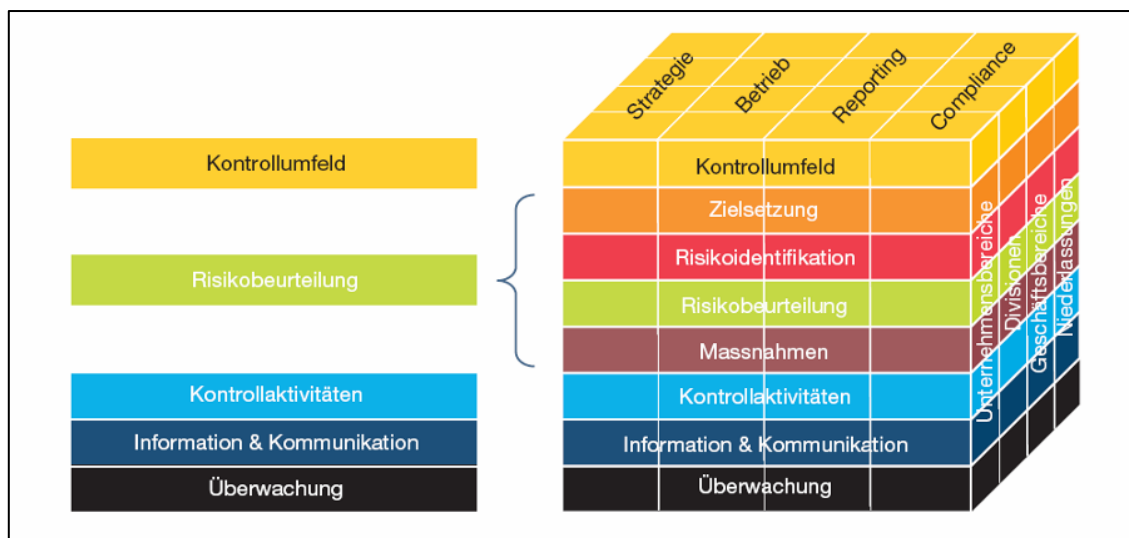 Kontrollumfeld
Risikobeurteilung
Kontrollaktivitäten
Information & Kommunikation
Überwachung
Strategie
Betrieb
Reporting
Compliance
Kontrollumfeld
Zielsetzung
Risikoidentifikation
Risikobeurteilung
Massnahmen
Kontrollaktivitäten
Information & Kommunikation
Überwachung
Unternehmensbereiche
Divisionen
Geschäftsbereiche
Niederlassungen